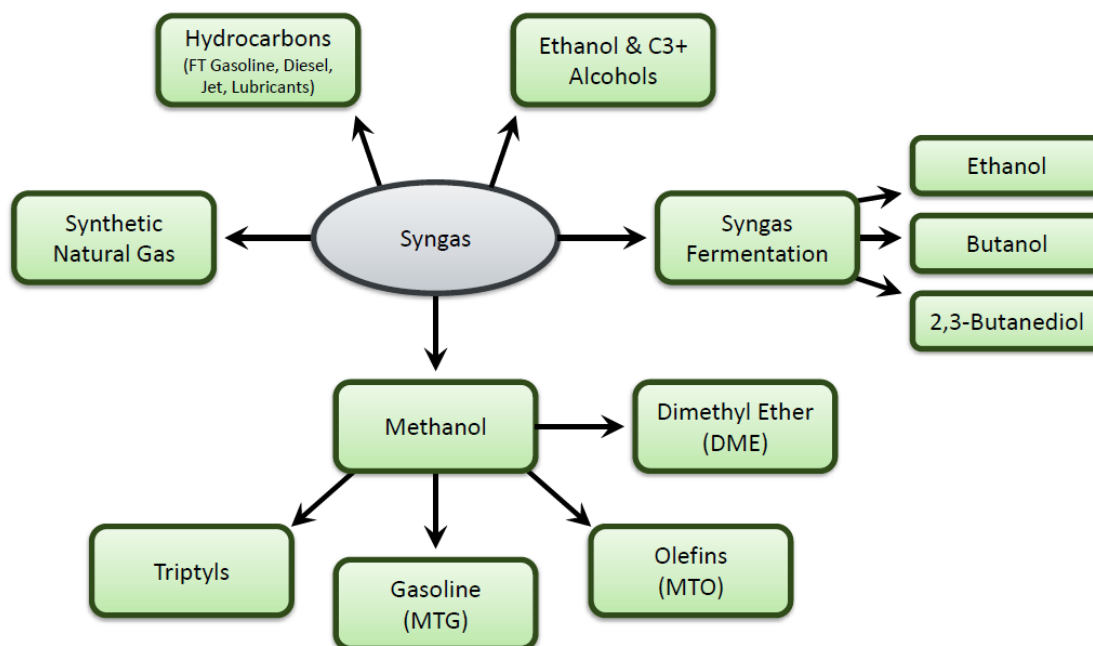 Hydrocarbons
(FT Gasoline, Diesel,
Jet, Lubricants)
Ethanol & C3+
Alcohols
Ethanol
Synthetic
Natural Gas
Syngas
Syngas
Fermentation
Butanol
2,3-Butanediol
Methanol
Dimethyl Ether
(DME)
Triptyls
Gasoline
(MTG)
Olefins
(MTO)